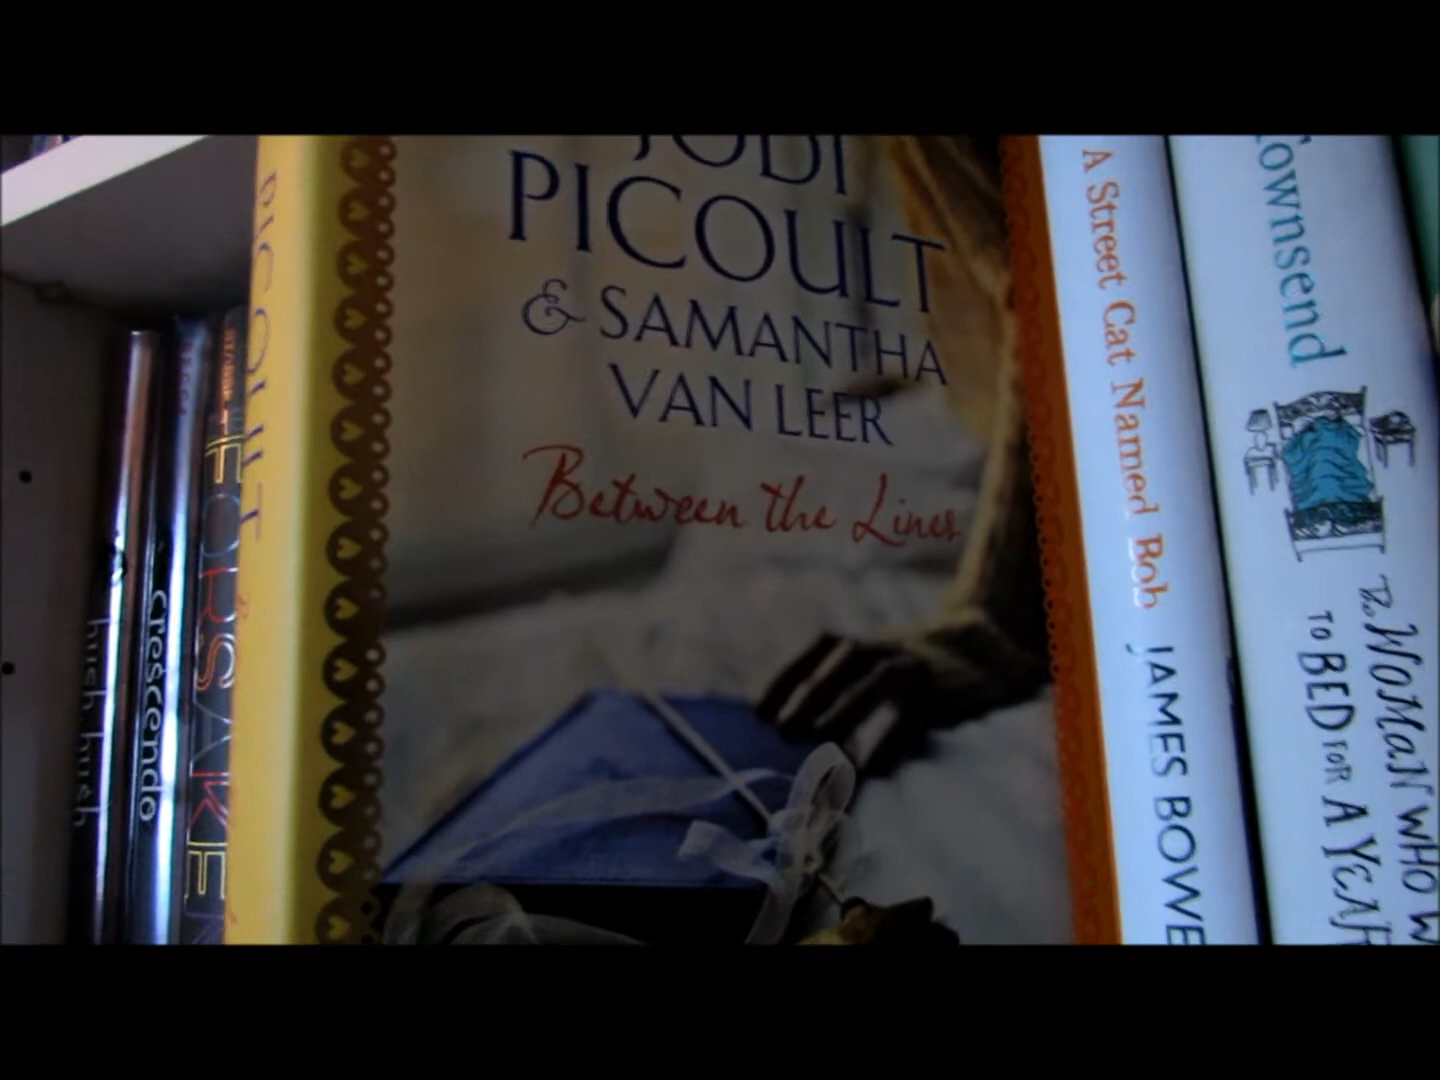 hush, hush
crescendo
FORSAKEN
PICOULT
JODI
PICOULT
& SAMANTHA
VAN LEER
Between the Lines
A Street Cat Named Bob JAMES BOWE
Townsend
The WOMAN WHO W
TO BED FOR A YEAR